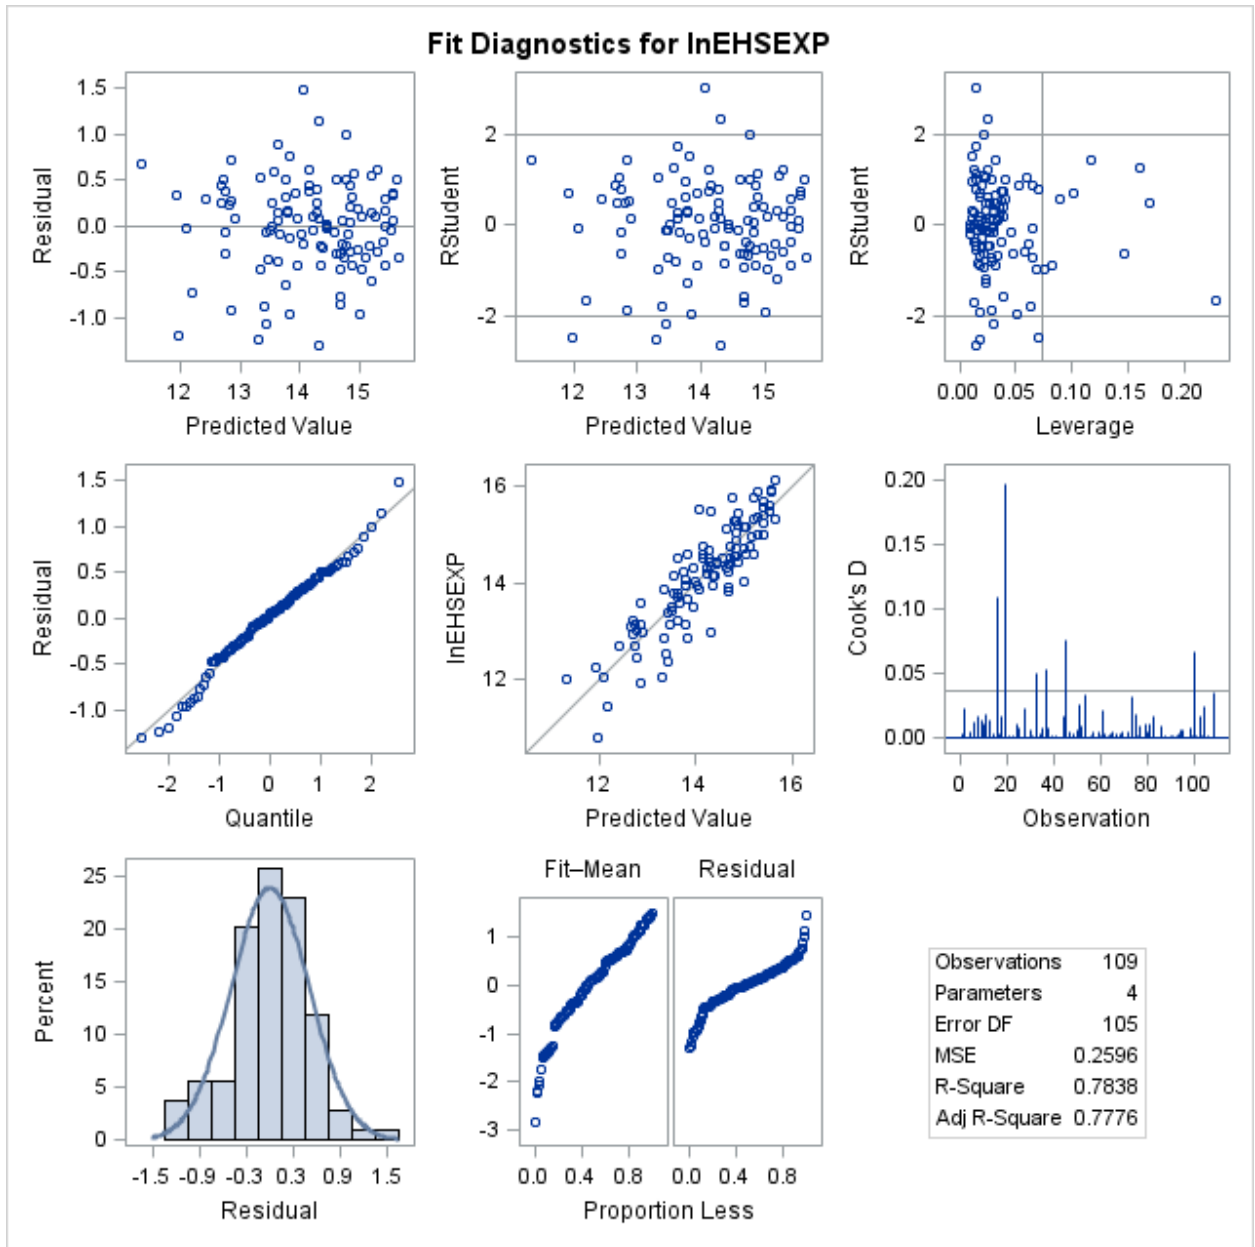 Fit Diagnostics for lnEHSEXP
1.5
1.0
0.5
0.0
-0.5
-1.0
Residual
12 13 14 15
Predicted Value
2
0
-2
RStudent
12 13 14 15
Predicted Value
2
0
-2
RStudent
0.00 0.05 0.10 0.15 0.20
Leverage
1.5
1.0
0.5
0.0
-0.5
-1.0
Residual
-2 -1 0 1 2
Quantile
16
14
12
lnEHSEXP
12 14 16
Predicted Value
0.20
0.15
0.10
0.05
0.00
Cook's D
0 20 40 60 80 100
Observation
25
20
15
10
5
0
Percent
-1.5 -0.9 -0.3 0.3 0.9 1.5
Residual
Fit–Mean Residual
1
0
-1
-2
-3
0.0 0.4 0.8 0.0 0.4 0.8
Proportion Less
Observations 109
Parameters 4
Error DF 105
MSE 0.2596
R-Square 0.7838
Adj R-Square 0.7776